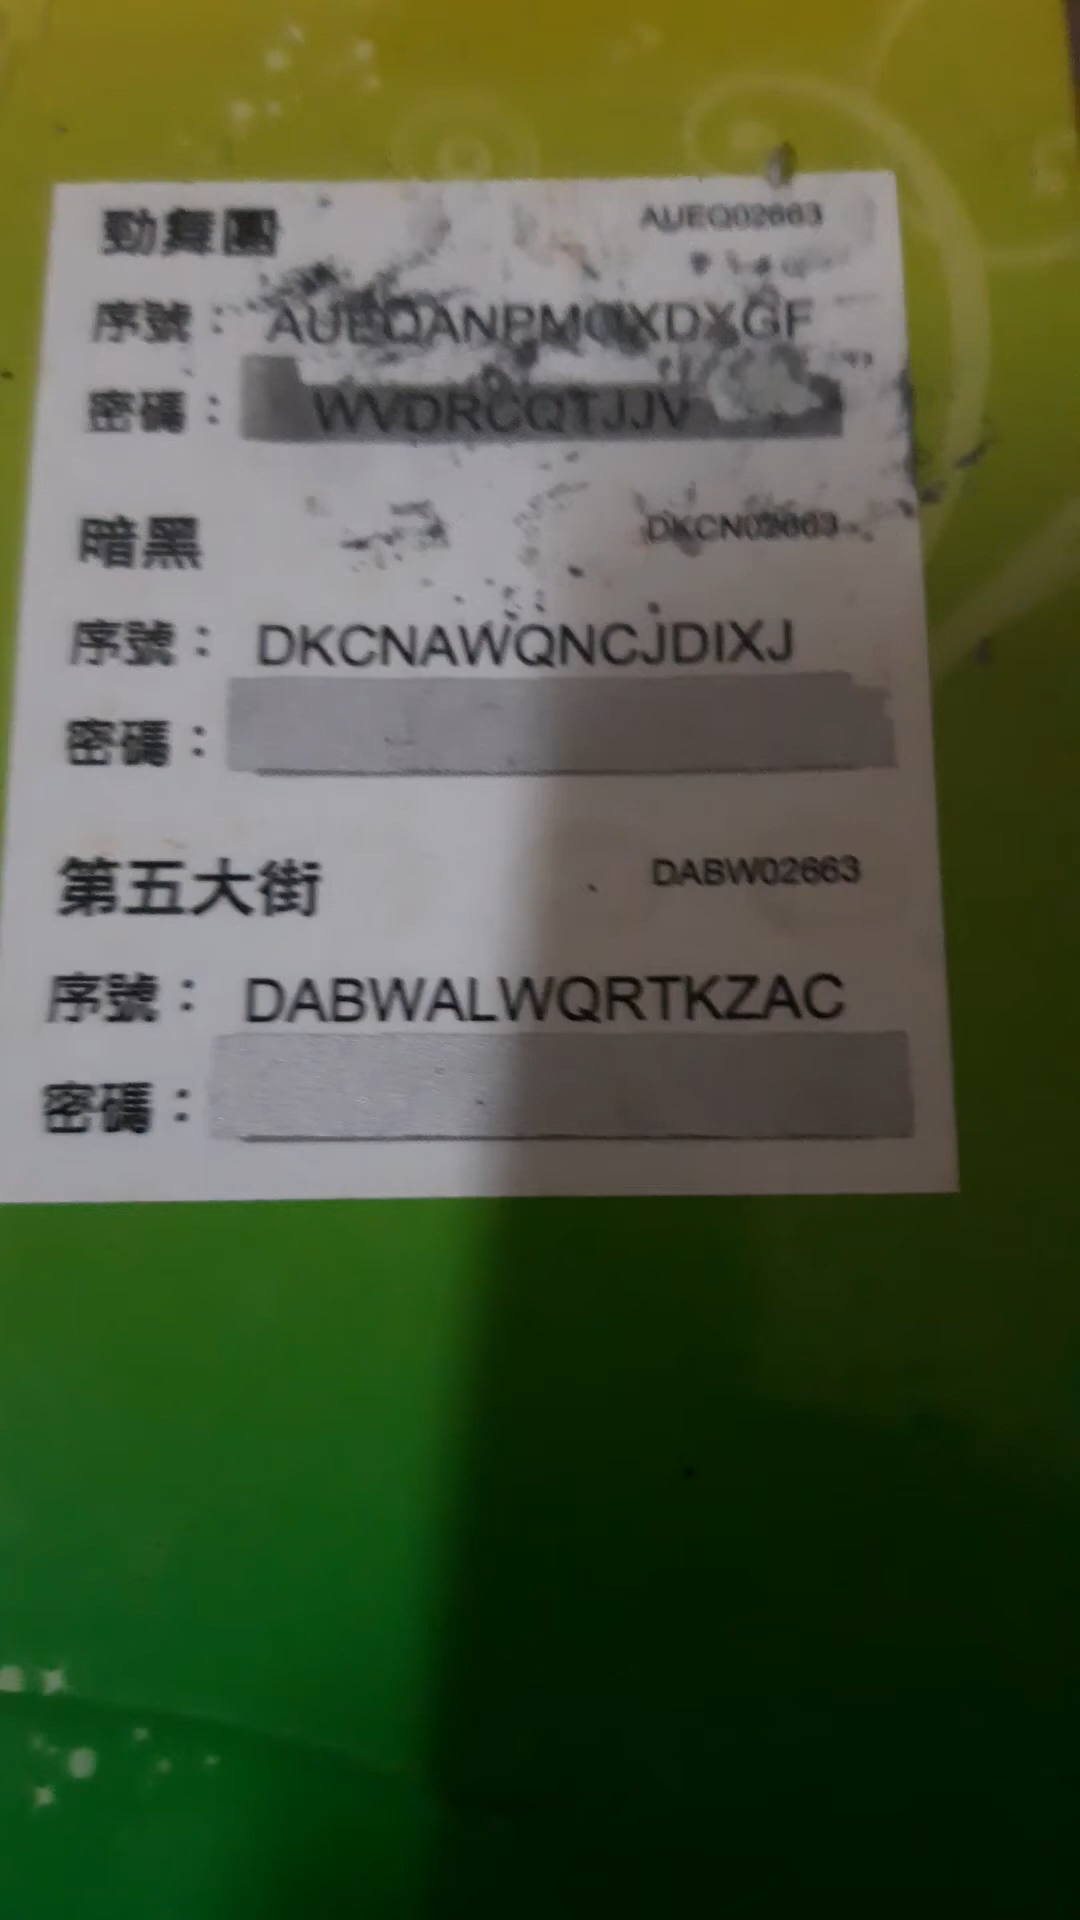 勁舞團 AUEQ02663
序號：
密碼： WVDRCQTJJV
暗黑 DKCN02663
序號： DKCNAWQNCJDIXJ
密碼：
第五大街 DABW02663
序號： DABWALWQRTKZAC
密碼：